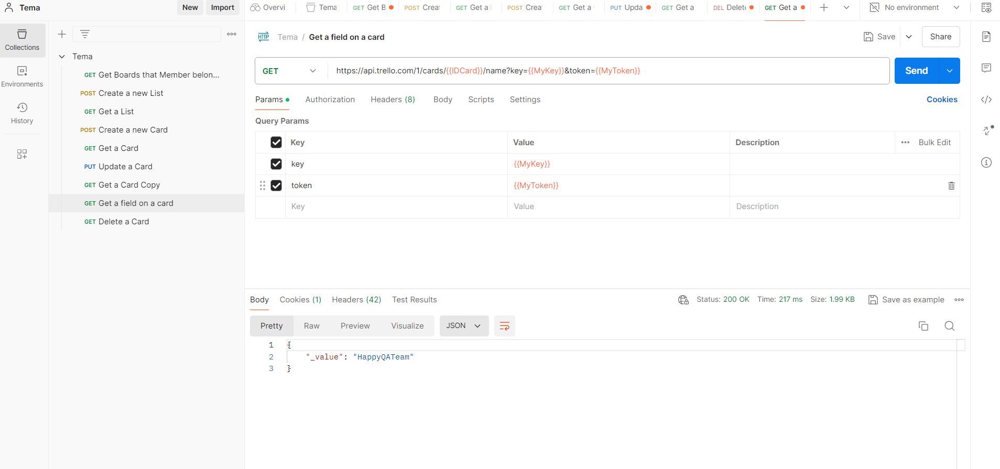 Tema
New
Import
Overvi
Tema
GET Get B
POST Crea
GET Get a
POST Crea
GET Get a
PUT Upda
GET Get a
DEL Delete
GET Get a
No environment
Collections
Environments
History
Tema
GET Get Boards that Member belon...
POST Create a new List
GET Get a List
POST Create a new Card
GET Get a Card
PUT Update a Card
GET Get a Card Copy
GET Get a field on a card
GET Delete a Card
HTTP Tema / Get a field on a card
Save
Share
GET
https://api.trello.com/1/cards/{{IDCard}}/name?key={{MyKey}}&token={{MyToken}}
Send
Params
Authorization
Headers (8)
Body
Scripts
Settings
Cookies
Query Params
Key Value Description Bulk Edit
key {{MyKey}}
token {{MyToken}}
Key Value Description
Body Cookies (1) Headers (42) Test Results
Status: 200 OK Time: 217 ms Size: 1.99 KB Save as example
Pretty Raw Preview Visualize JSON
1 {
2 "_value": "HappyQATeam"
3 }